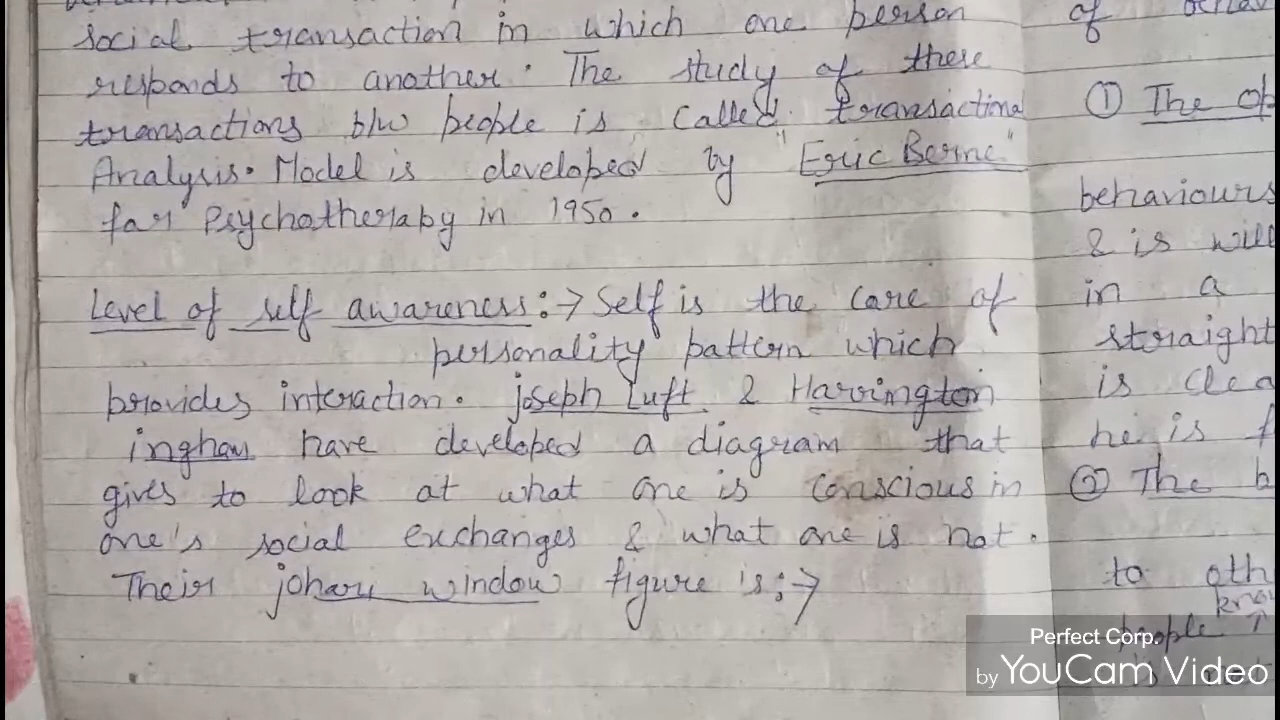 social transaction in which one person
responds to another. The study of these
transactions b/w people is called transactional
Analysis. Model is developed by "Eric Berne"
for Psychotheraby in 1950.
Level of self awareness :→ Self is the core of
personality pattern which
provides interaction. joseph Luft & Harrington
ingham have developed a diagram that
gives to look at what one is conscious in
one's social exchanges & what one is not.
Their johari window figure is :→
of
① The
behaviours
& is will
in a
straight
is
he is
② The
to
people
is
Perfect Corp.
by YouCam Video